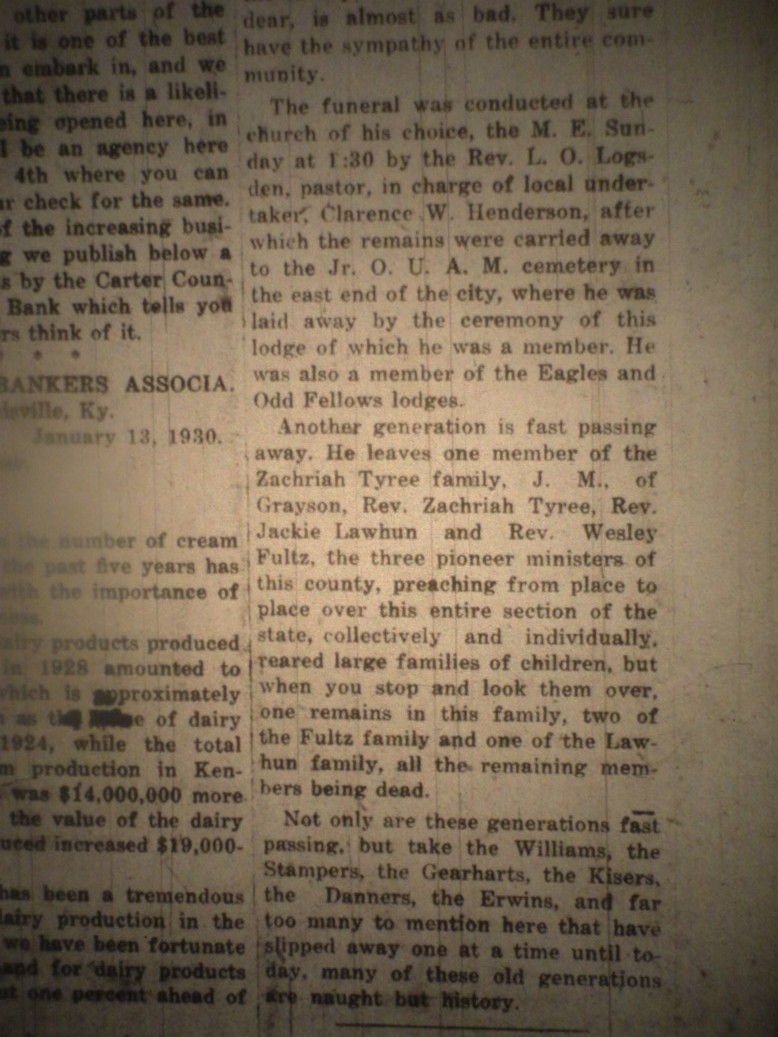 other parts of the
it is one of the best
embark in, and we
that there is a likeli-
eing opened here, in
be an agency here
4th where you can
ur check for the same.
of the increasing busi-
g we publish below a
s by the Carter Coun-
Bank which tells you
rs think of it.
* * *
BANKERS ASSOCIA.
isville, Ky.
January 13, 1930.
the number of cream
the past five years has
with the importance of
dairy products produced
in 1928 amounted to
which is approximately
of dairy
1924, while the total
m production in Ken-
was $14,000,000 more
the value of the dairy
uced increased $19,000-
has been a tremendous
dairy production in the
we have been fortunate
and for dairy products
ut one percent ahead of
dear, is almost as bad. They sure
have the sympathy of the entire com-
munity.
The funeral was conducted at the
church of his choice, the M. E. Sun-
day at 1:30 by the Rev. L. O. Logs-
den, pastor, in charge of local under-
taker, Clarence W. Henderson, after
which the remains were carried away
to the Jr. O. U. A. M. cemetery in
the east end of the city, where he was
laid away by the ceremony of this
lodge of which he was a member. He
was also a member of the Eagles and
Odd Fellows lodges.
Another generation is fast passing
away. He leaves one member of the
Zachriah Tyree family, J. M., of
Grayson, Rev. Zachriah Tyree, Rev.
Jackie Lawhun and Rev. Wesley
Fultz, the three pioneer ministers of
this county, preaching from place to
place over this entire section of the
state, collectively and individually,
reared large families of children, but
when you stop and look them over,
one remains in this family, two of
the Fultz family and one of the Law-
hun family, all the remaining mem-
bers being dead.
Not only are these generations fast
passing, but take the Williams, the
Stampers, the Gearharts, the Kisers,
the Danners, the Erwins, and far
too many to mention here that have
slipped away one at a time until to-
day, many of these old generations
are naught but history.